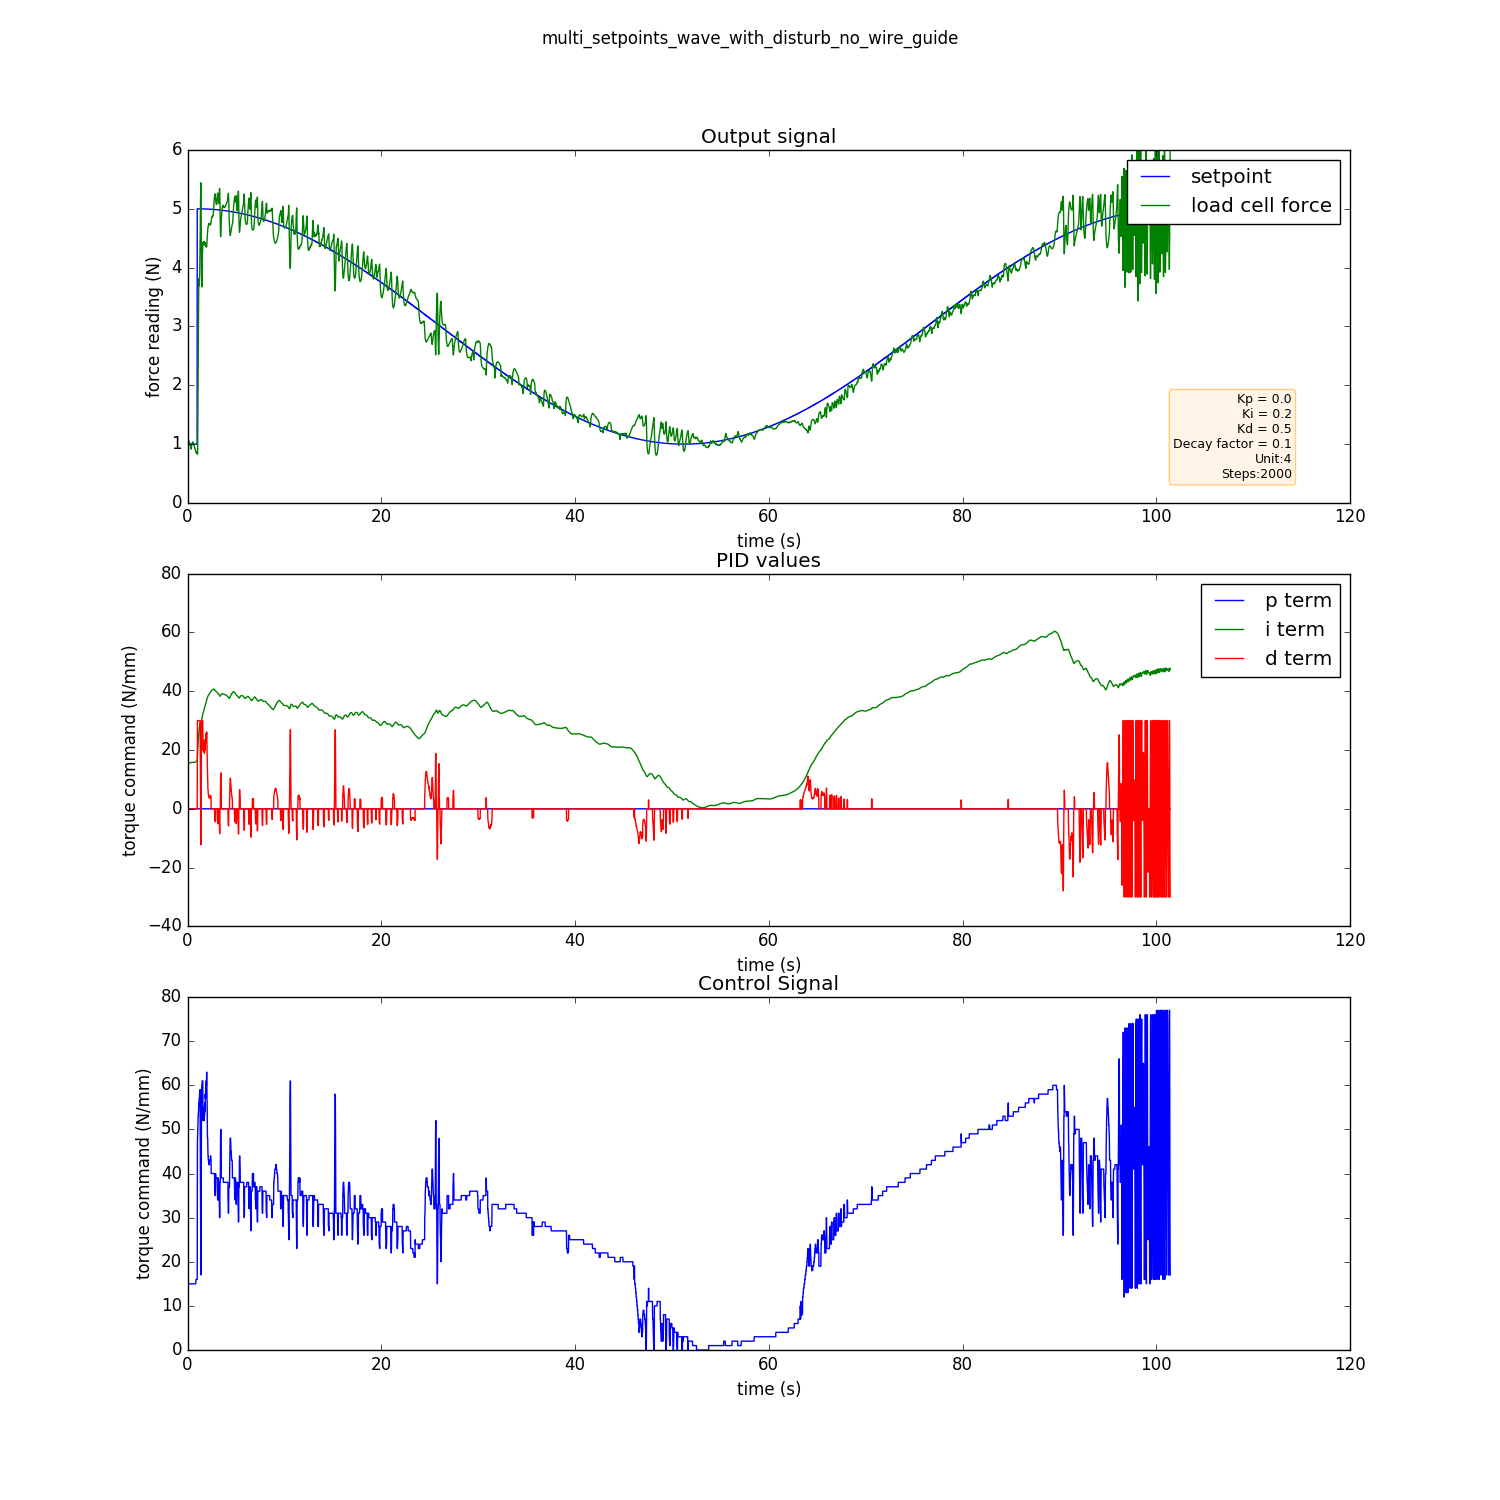 multi_setpoints_wave_with_disturb_no_wire_guide
Output signal
6
5
4
3
2
1
0
force reading (N)
setpoint
load cell force
Kp = 0.0
Ki = 0.2
Kd = 0.5
Decay factor = 0.1
Unit:4
Steps:2000
0 20 40 60 80 100 120
time (s)
PID values
80
60
40
20
0
−20
−40
torque command (N/mm)
p term
i term
d term
0 20 40 60 80 100 120
time (s)
Control Signal
80
70
60
50
40
30
20
10
0
torque command (N/mm)
0 20 40 60 80 100 120
time (s)